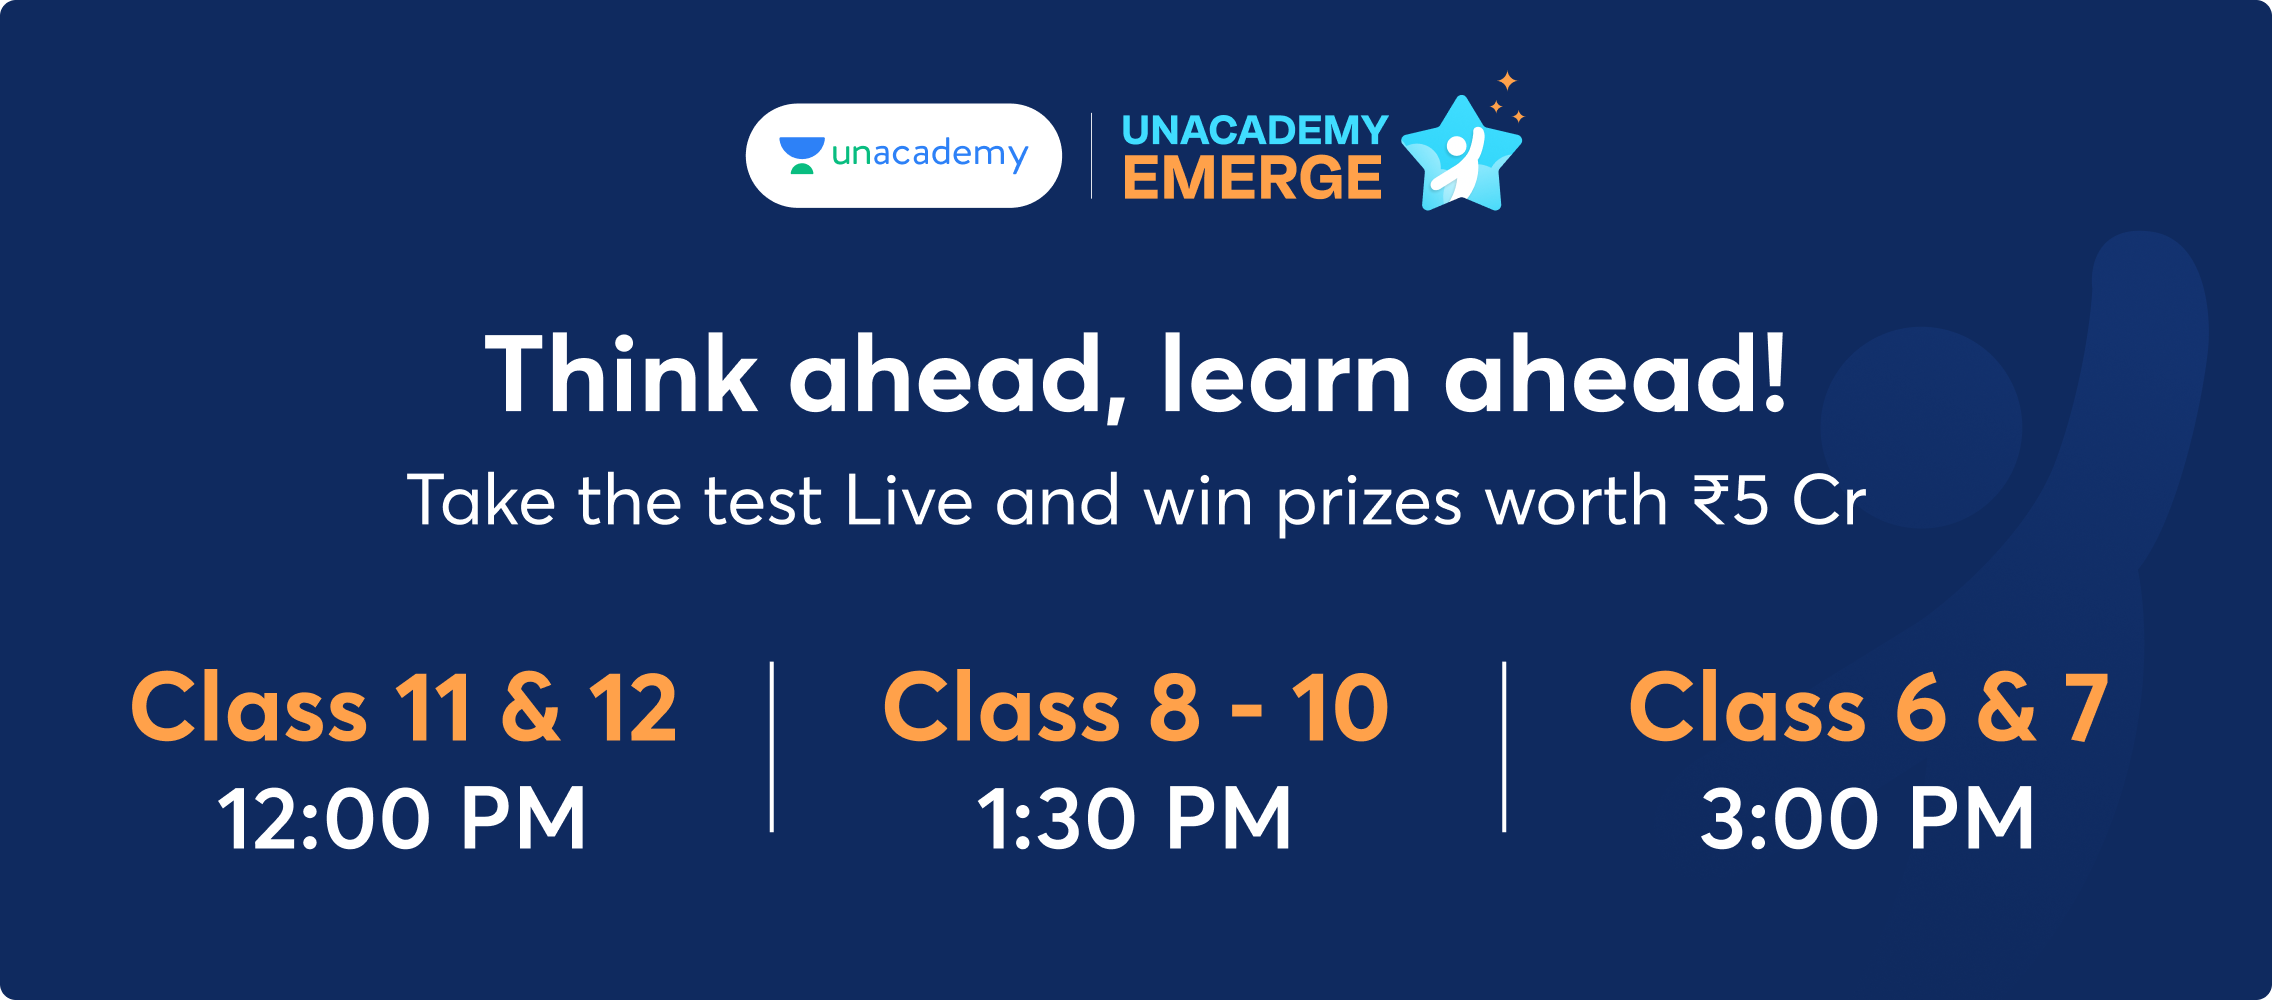 unacademy
UNACADEMY
EMERGE
Think ahead, learn ahead!
Take the test Live and win prizes worth ₹5 Cr
Class 11 & 12
12:00 PM
Class 8 - 10
1:30 PM
Class 6 & 7
3:00 PM